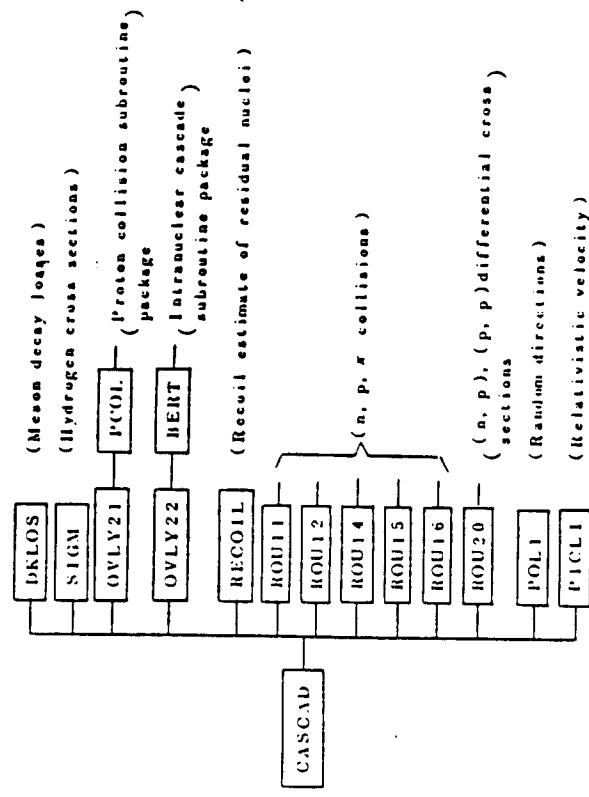 CASCAD
DKLOS (Meson decay losses)
SIGM (Hydrogen cross sections)
OVLY21 PCOL (Proton collision subroutine
package)
OVLY22 BERT (Intranuclear cascade
subroutine package)
RECOIL (Recoil estimate of residual nuclei)
ROU11
ROU12
ROU14 (n, p, π collisions)
ROU15
ROU16
ROU20 ((n, p), (p, p) differential cross
sections)
POL1 (Random directions)
PICL1 (Relativistic velocity)